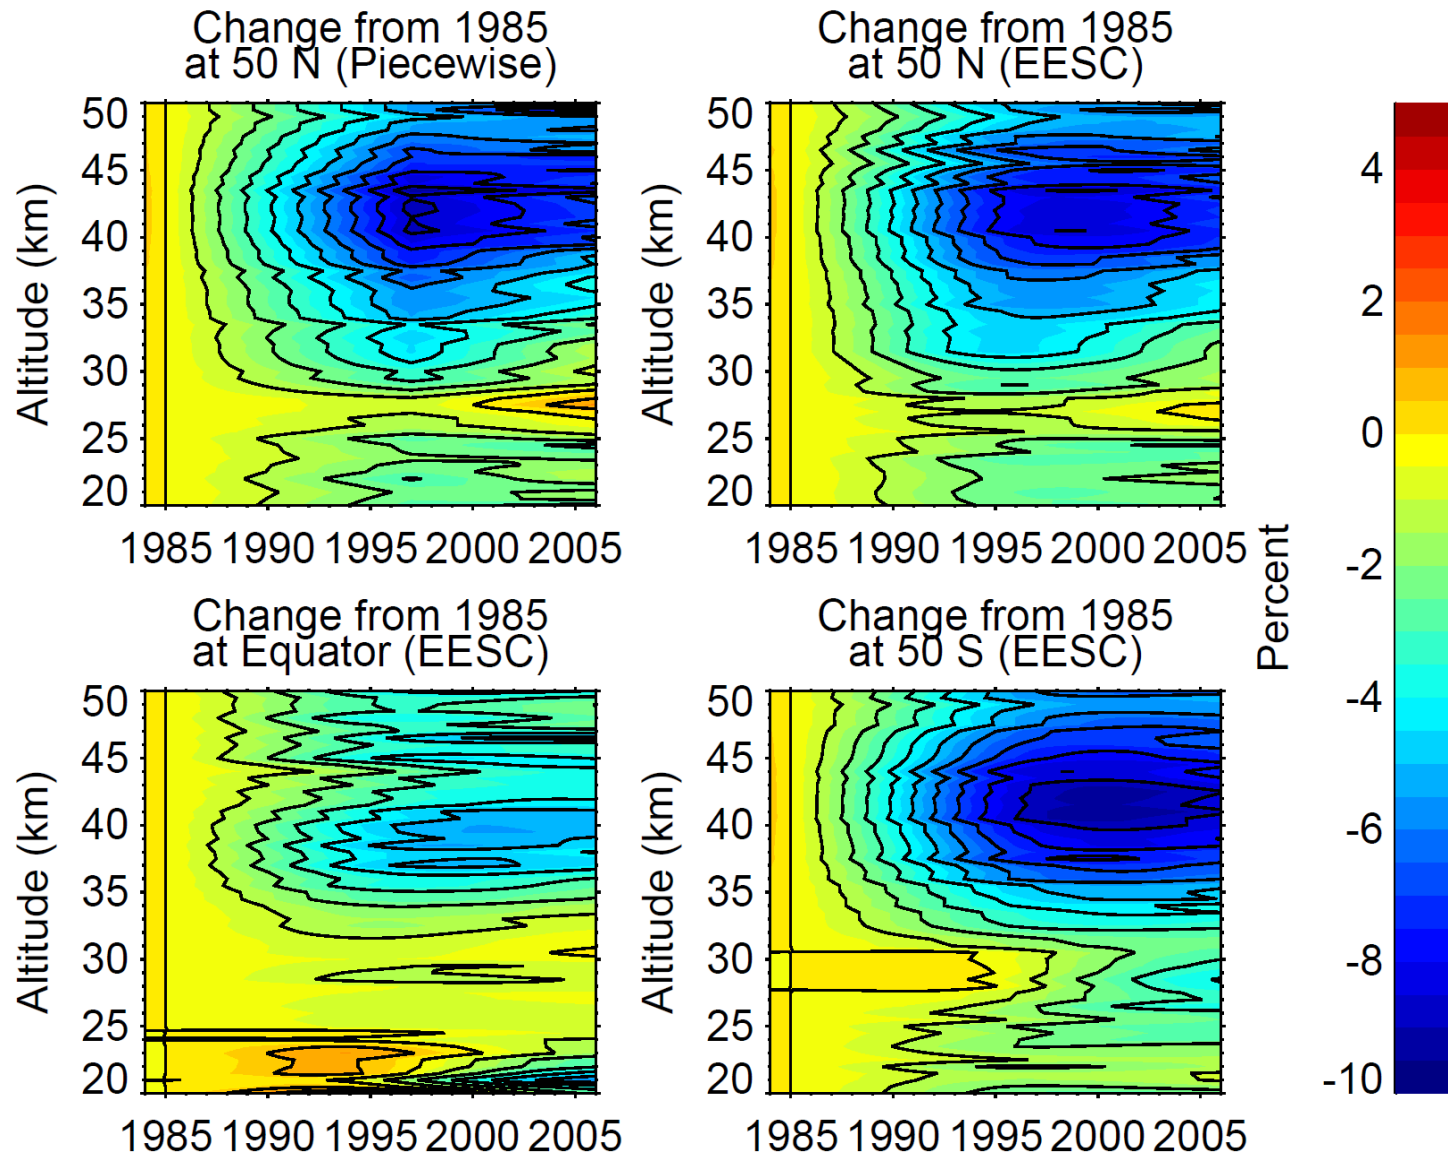 Change from 1985
at 50 N (Piecewise)
Change from 1985
at 50 N (EESC)
50
45
40
35
30
25
20
Altitude (km)
1985 1990 1995 2000 2005
50
45
40
35
30
25
20
Altitude (km)
1985 1990 1995 2000 2005
Change from 1985
at Equator (EESC)
Change from 1985
at 50 S (EESC)
50
45
40
35
30
25
20
Altitude (km)
1985 1990 1995 2000 2005
50
45
40
35
30
25
20
Altitude (km)
1985 1990 1995 2000 2005
Percent
4
2
0
-2
-4
-6
-8
-10